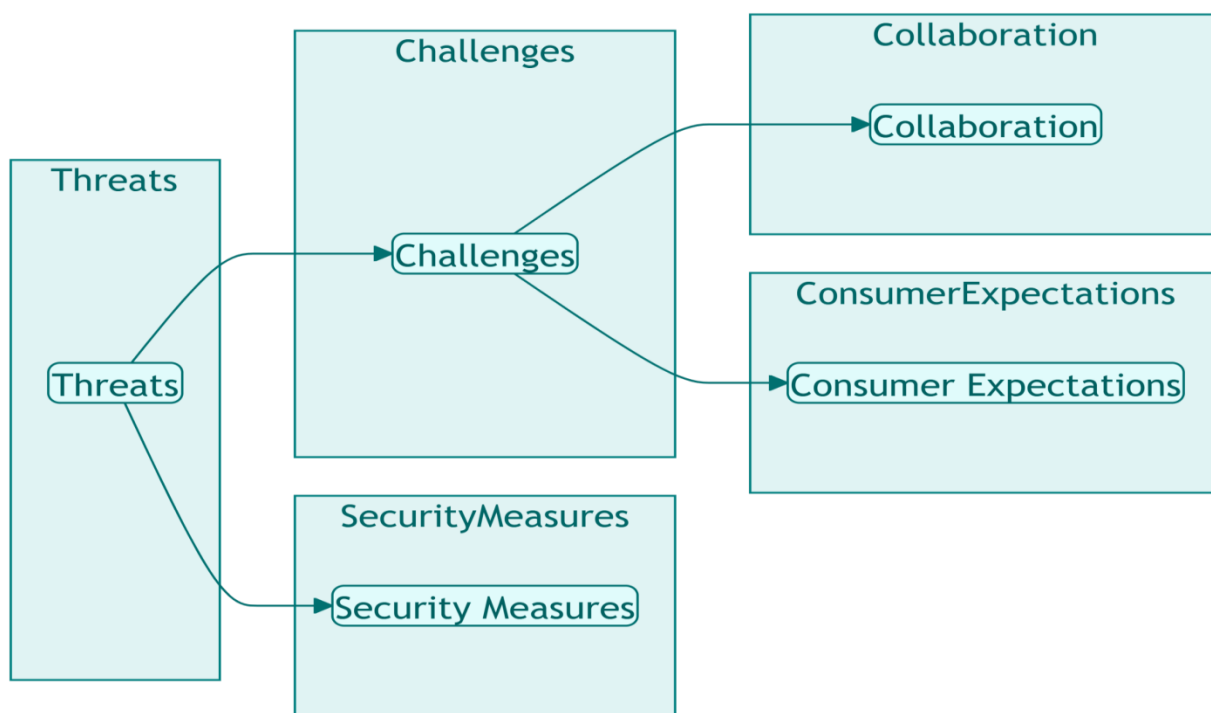 Threats
Threats
Challenges
Challenges
SecurityMeasures
Security Measures
Collaboration
Collaboration
ConsumerExpectations
Consumer Expectations